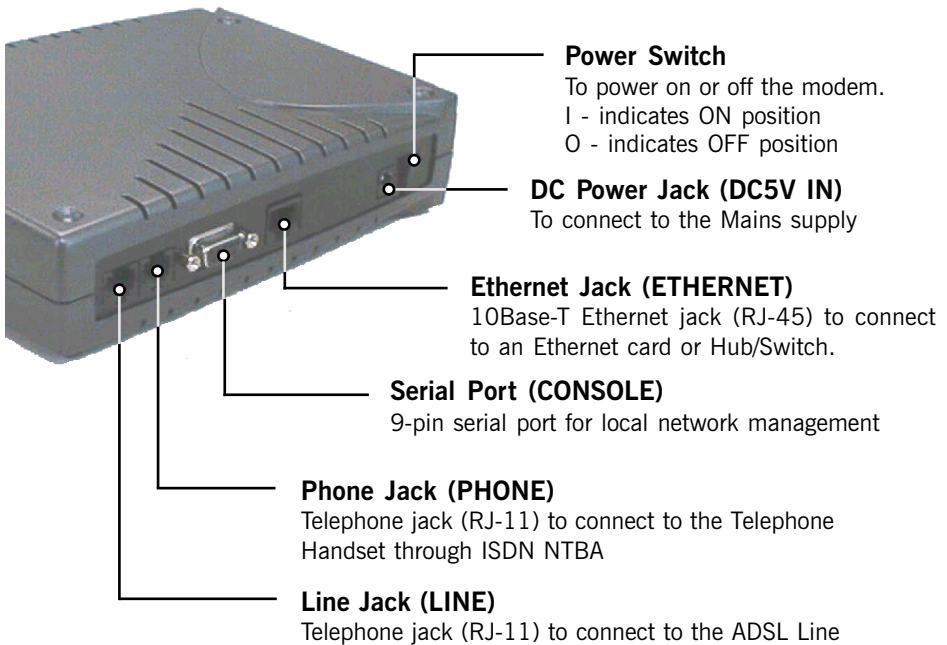 Power Switch
To power on or off the modem.
I - indicates ON position
O - indicates OFF position
DC Power Jack (DC5V IN)
To connect to the Mains supply
Ethernet Jack (ETHERNET)
10Base-T Ethernet jack (RJ-45) to connect
to an Ethernet card or Hub/Switch.
Serial Port (CONSOLE)
9-pin serial port for local network management
Phone Jack (PHONE)
Telephone jack (RJ-11) to connect to the Telephone
Handset through ISDN NTBA
Line Jack (LINE)
Telephone jack (RJ-11) to connect to the ADSL Line